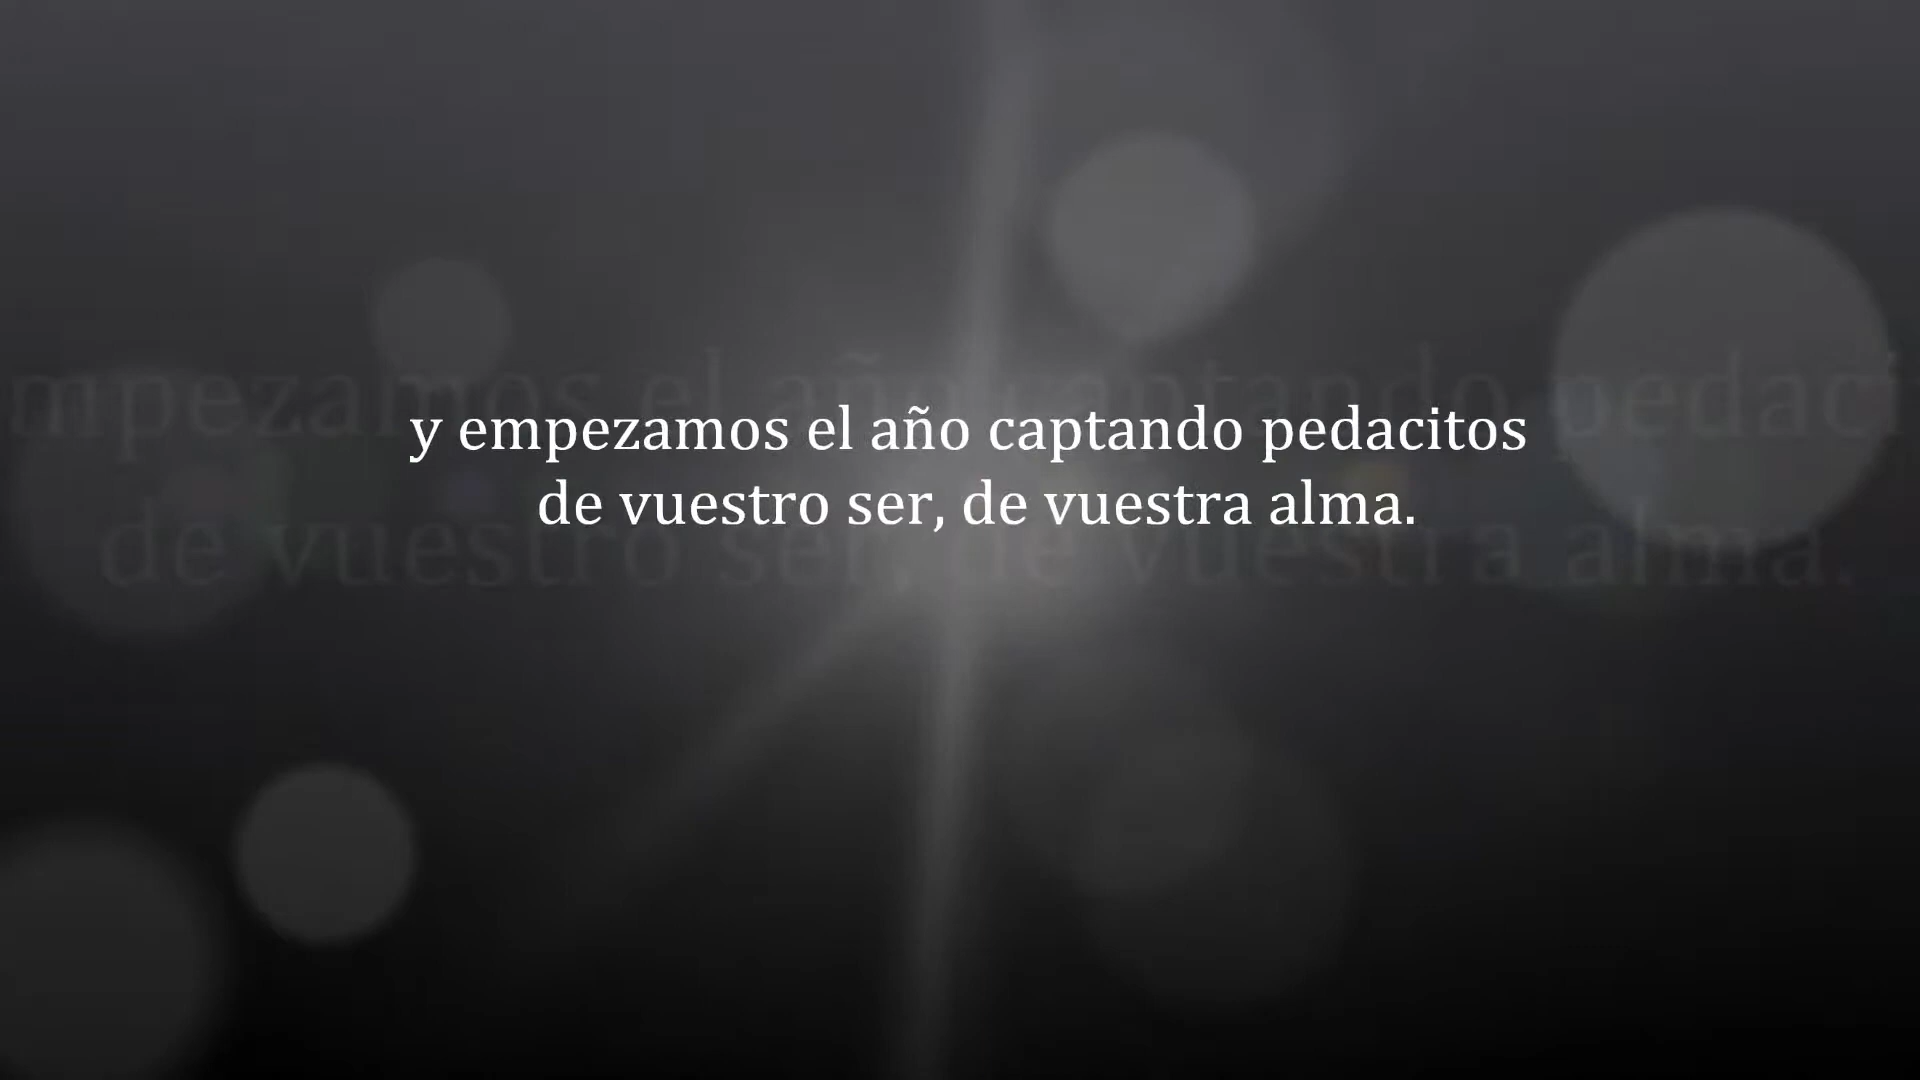 y empezamos el año captando pedacitos
de vuestro ser, de vuestra alma.